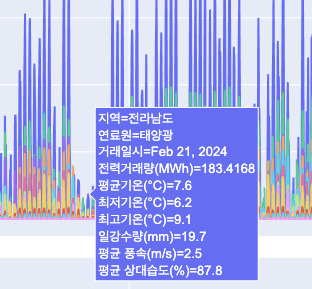 지역=전라남도
연료원=태양광
거래일시=Feb 21, 2024
전력거래량(MWh)=183.4168
평균기온(°C)=7.6
최저기온(°C)=6.2
최고기온(°C)=9.1
일강수량(mm)=19.7
평균 풍속(m/s)=2.5
평균 상대습도(%)=87.8